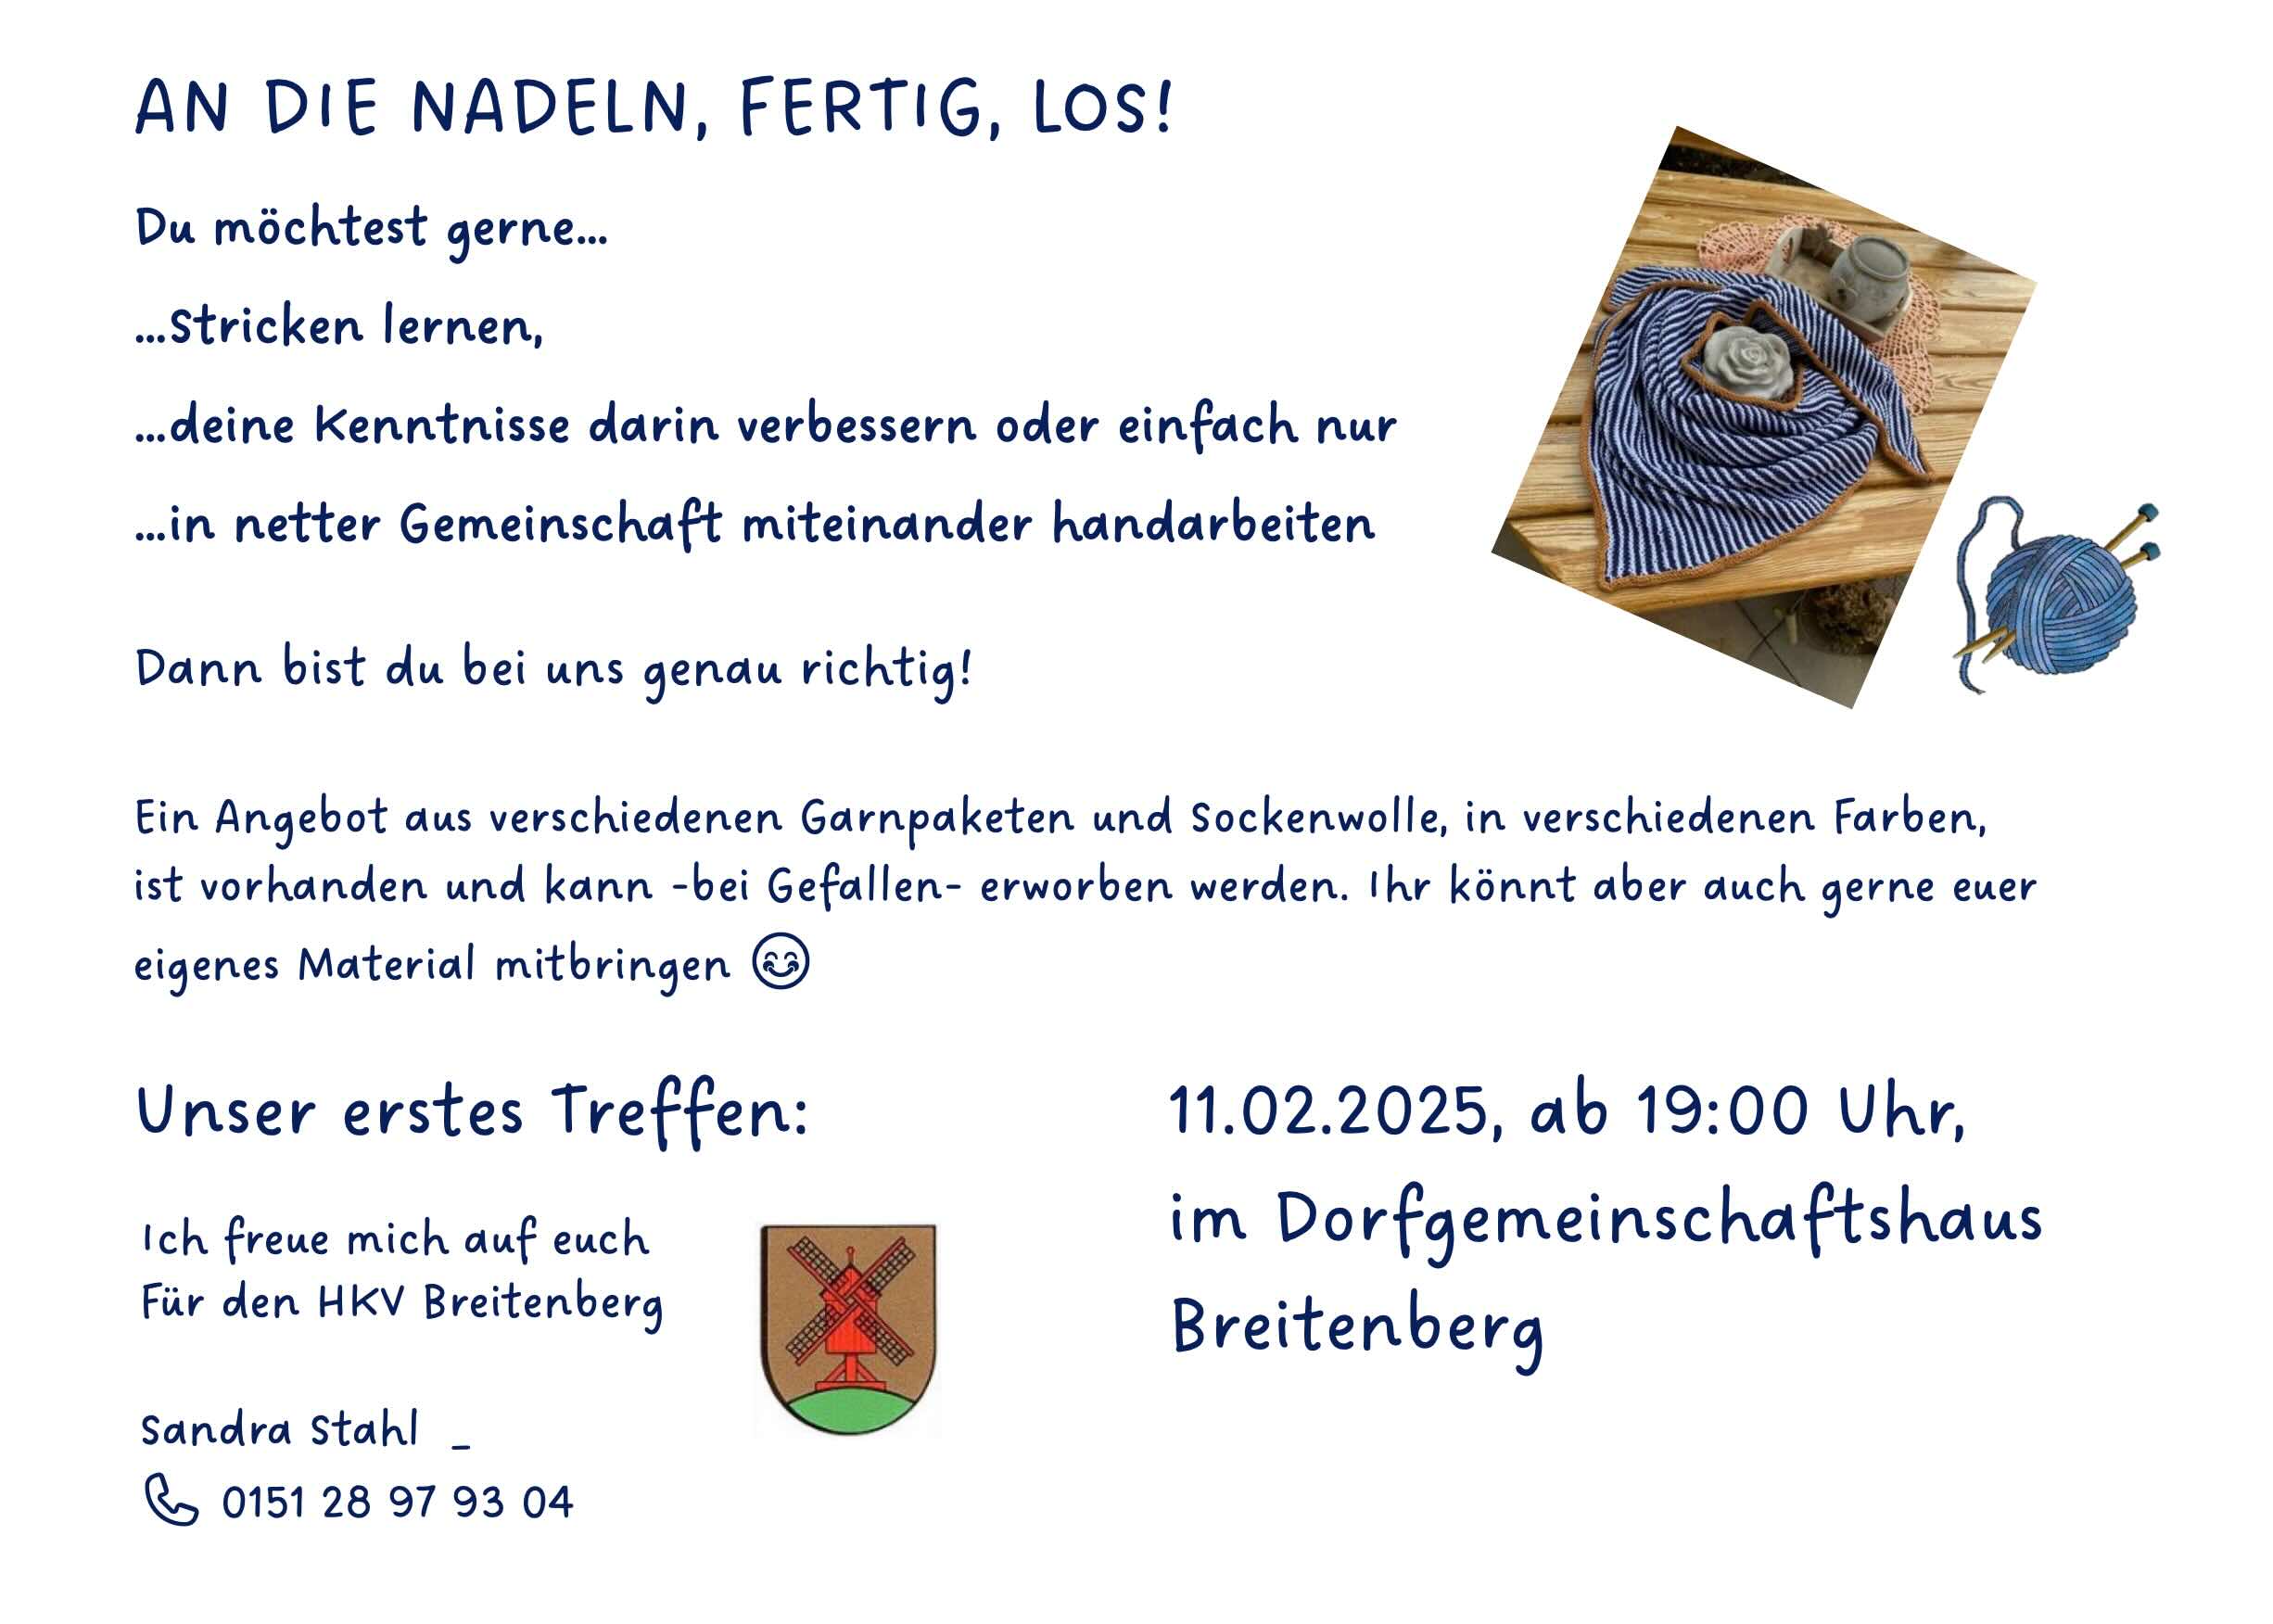 AN DIE NADELN, FERTIG, LOS!
Du möchtest gerne...
...stricken lernen,
...deine Kenntnisse darin verbessern oder einfach nur
...in netter Gemeinschaft miteinander handarbeiten
Dann bist du bei uns genau richtig!
Ein Angebot aus verschiedenen Garnpaketen und Sockenwolle, in verschiedenen Farben,
ist vorhanden und kann -bei Gefallen- erworben werden. Ihr könnt aber auch gerne euer
eigenes Material mitbringen 😊
Unser erstes Treffen:
11.02.2025, ab 19:00 Uhr,
im Dorfgemeinschaftshaus
Breitenberg
Ich freue mich auf euch
Für den HKV Breitenberg
Sandra Stahl _
0151 28 97 93 04